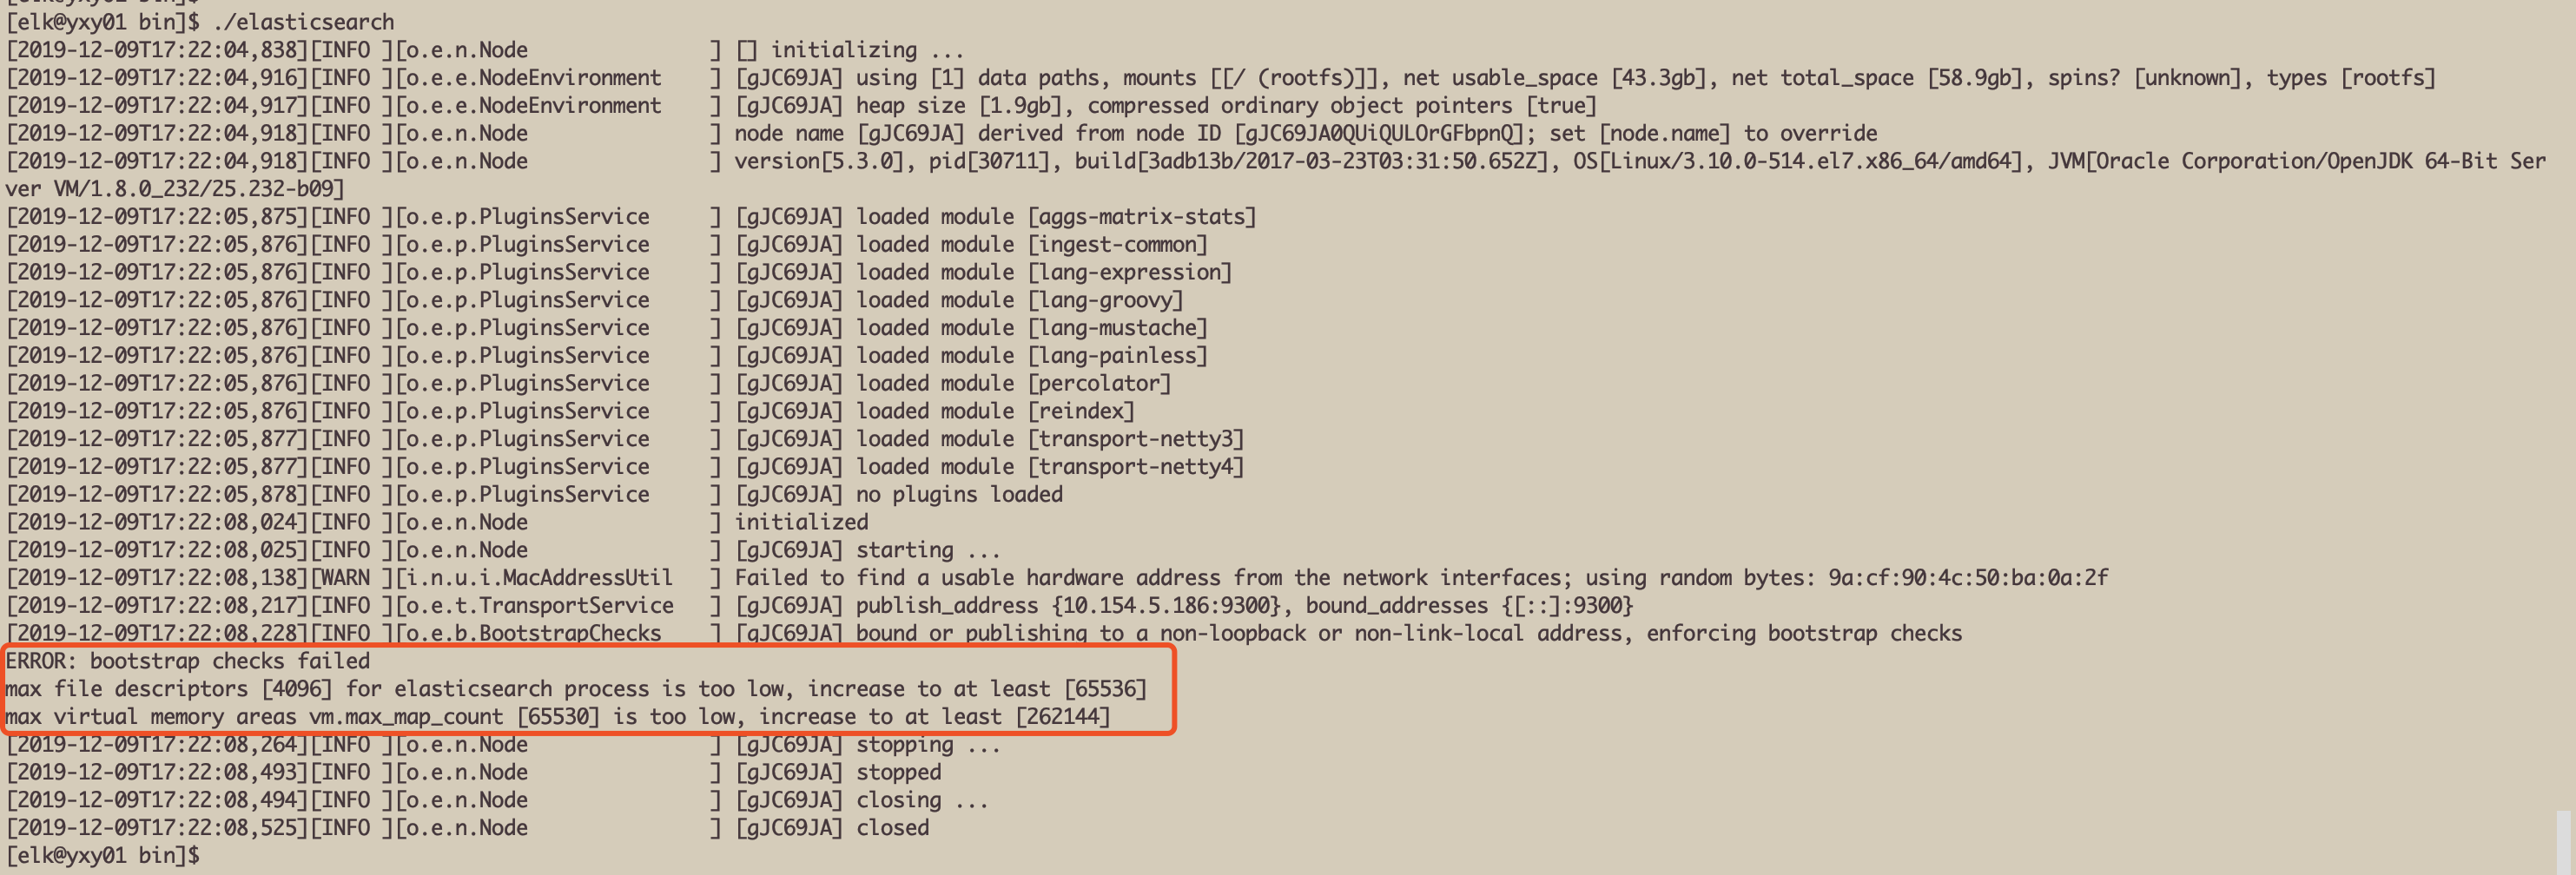 [elk@yxy01 bin]$ ./elasticsearch
[2019-12-09T17:22:04,838][INFO ][o.e.n.Node               ] [] initializing ...
[2019-12-09T17:22:04,916][INFO ][o.e.e.NodeEnvironment    ] [gJC69JA] using [1] data paths, mounts [[/ (rootfs)]], net usable_space [43.3gb], net total_space [58.9gb], spins? [unknown], types [rootfs]
[2019-12-09T17:22:04,917][INFO ][o.e.e.NodeEnvironment    ] [gJC69JA] heap size [1.9gb], compressed ordinary object pointers [true]
[2019-12-09T17:22:04,918][INFO ][o.e.n.Node               ] node name [gJC69JA] derived from node ID [gJC69JA0QUiQULOrGFbpnQ]; set [node.name] to override
[2019-12-09T17:22:04,918][INFO ][o.e.n.Node               ] version[5.3.0], pid[30711], build[3adb13b/2017-03-23T03:31:50.652Z], OS[Linux/3.10.0-514.el7.x86_64/amd64], JVM[Oracle Corporation/OpenJDK 64-Bit Ser
ver VM/1.8.0_232/25.232-b09]
[2019-12-09T17:22:05,875][INFO ][o.e.p.PluginsService     ] [gJC69JA] loaded module [aggs-matrix-stats]
[2019-12-09T17:22:05,876][INFO ][o.e.p.PluginsService     ] [gJC69JA] loaded module [ingest-common]
[2019-12-09T17:22:05,876][INFO ][o.e.p.PluginsService     ] [gJC69JA] loaded module [lang-expression]
[2019-12-09T17:22:05,876][INFO ][o.e.p.PluginsService     ] [gJC69JA] loaded module [lang-groovy]
[2019-12-09T17:22:05,876][INFO ][o.e.p.PluginsService     ] [gJC69JA] loaded module [lang-mustache]
[2019-12-09T17:22:05,876][INFO ][o.e.p.PluginsService     ] [gJC69JA] loaded module [lang-painless]
[2019-12-09T17:22:05,876][INFO ][o.e.p.PluginsService     ] [gJC69JA] loaded module [percolator]
[2019-12-09T17:22:05,876][INFO ][o.e.p.PluginsService     ] [gJC69JA] loaded module [reindex]
[2019-12-09T17:22:05,877][INFO ][o.e.p.PluginsService     ] [gJC69JA] loaded module [transport-netty3]
[2019-12-09T17:22:05,877][INFO ][o.e.p.PluginsService     ] [gJC69JA] loaded module [transport-netty4]
[2019-12-09T17:22:05,878][INFO ][o.e.p.PluginsService     ] [gJC69JA] no plugins loaded
[2019-12-09T17:22:08,024][INFO ][o.e.n.Node               ] initialized
[2019-12-09T17:22:08,025][INFO ][o.e.n.Node               ] [gJC69JA] starting ...
[2019-12-09T17:22:08,138][WARN ][i.n.u.i.MacAddressUtil   ] Failed to find a usable hardware address from the network interfaces; using random bytes: 9a:cf:90:4c:50:ba:0a:2f
[2019-12-09T17:22:08,217][INFO ][o.e.t.TransportService   ] [gJC69JA] publish_address {10.154.5.186:9300}, bound_addresses {[::]:9300}
[2019-12-09T17:22:08,228][INFO ][o.e.b.BootstrapChecks    ] [gJC69JA] bound or publishing to a non-loopback or non-link-local address, enforcing bootstrap checks
ERROR: bootstrap checks failed
max file descriptors [4096] for elasticsearch process is too low, increase to at least [65536]
max virtual memory areas vm.max_map_count [65530] is too low, increase to at least [262144]
[2019-12-09T17:22:08,264][INFO ][o.e.n.Node               ] [gJC69JA] stopping ...
[2019-12-09T17:22:08,493][INFO ][o.e.n.Node               ] [gJC69JA] stopped
[2019-12-09T17:22:08,494][INFO ][o.e.n.Node               ] [gJC69JA] closing ...
[2019-12-09T17:22:08,525][INFO ][o.e.n.Node               ] [gJC69JA] closed
[elk@yxy01 bin]$